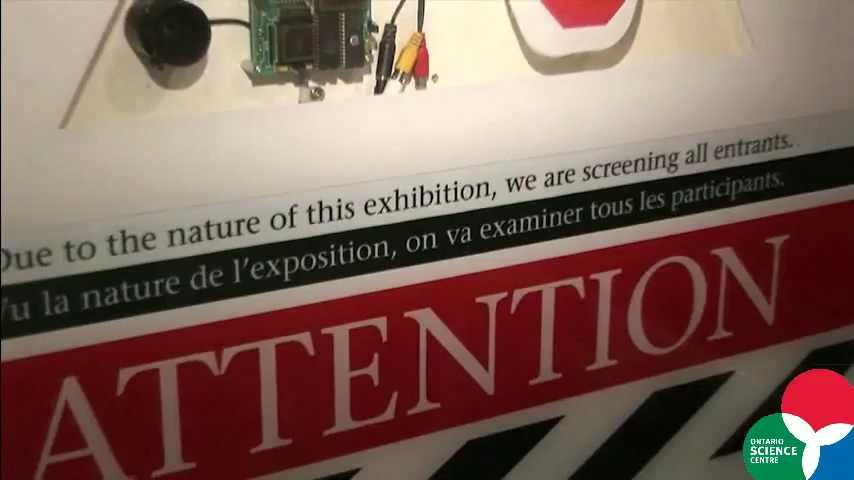 Due to the nature of this exhibition, we are screening all entrants.
Vu la nature de l'exposition, on va examiner tous les participants.
ATTENTION
ONTARIO
SCIENCE
CENTRE